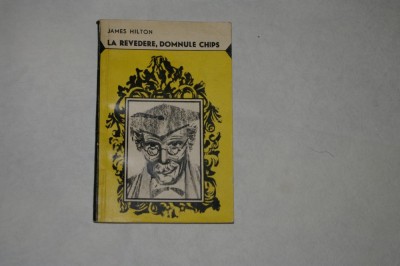 JAMES HILTON
LA REVEDERE, DOMNULE CHIPS